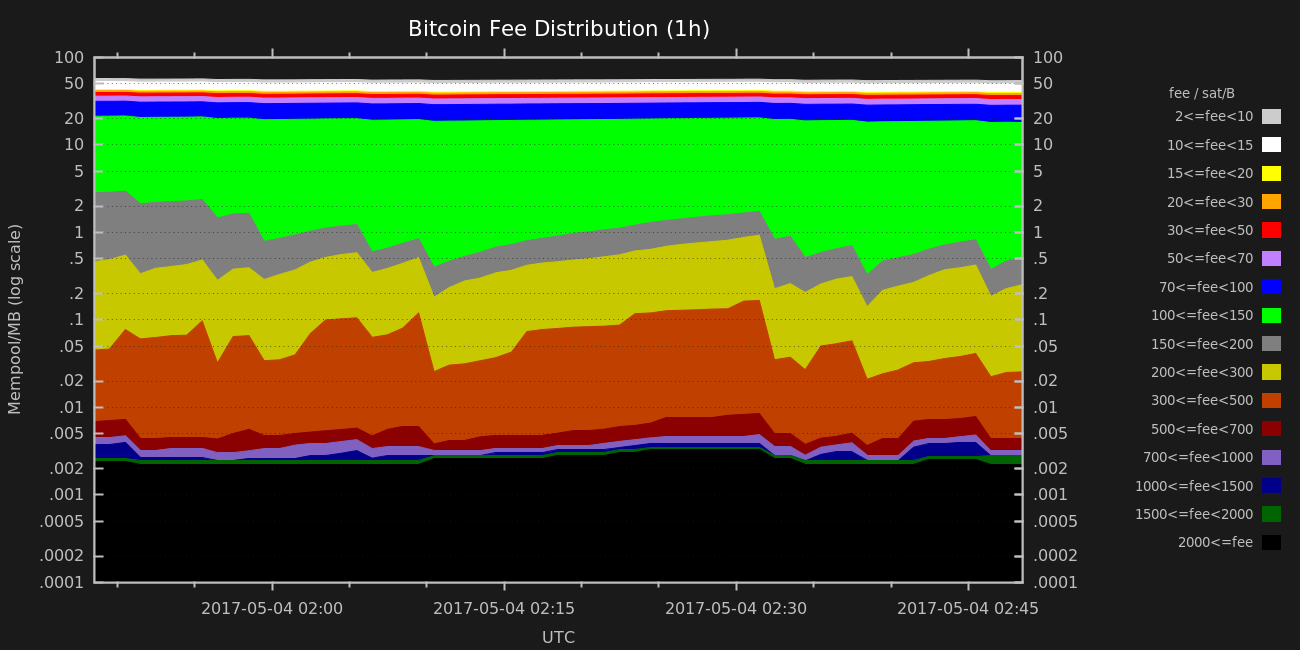 Bitcoin Fee Distribution (1h)
Mempool/MB (log scale)
100
50
20
10
5
2
1
.5
.2
.1
.05
.02
.01
.005
.002
.001
.0005
.0002
.0001
100
50
20
10
5
2
1
.5
.2
.1
.05
.02
.01
.005
.002
.001
.0005
.0002
.0001
2017-05-04 02:00 2017-05-04 02:15 2017-05-04 02:30 2017-05-04 02:45
UTC
fee / sat/B
2<=fee<10
10<=fee<15
15<=fee<20
20<=fee<30
30<=fee<50
50<=fee<70
70<=fee<100
100<=fee<150
150<=fee<200
200<=fee<300
300<=fee<500
500<=fee<700
700<=fee<1000
1000<=fee<1500
1500<=fee<2000
2000<=fee